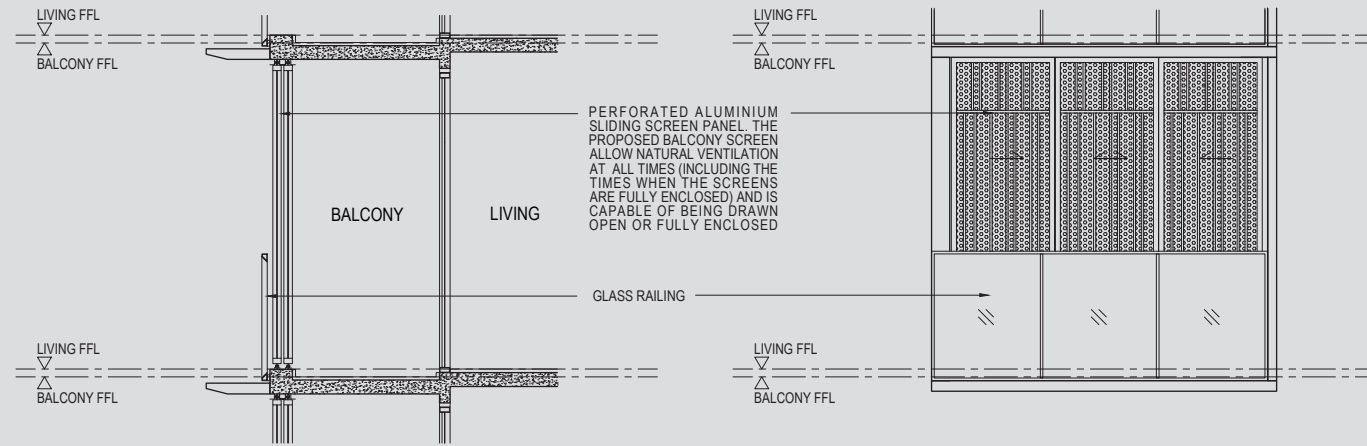 LIVING FFL
BALCONY FFL
LIVING FFL
BALCONY FFL
PERFORATED ALUMINIUM
SLIDING SCREEN PANEL. THE
PROPOSED BALCONY SCREEN
ALLOW NATURAL VENTILATION
AT ALL TIMES (INCLUDING THE
TIMES WHEN THE SCREENS
ARE FULLY ENCLOSED) AND IS
CAPABLE OF BEING DRAWN
OPEN OR FULLY ENCLOSED
BALCONY
LIVING
GLASS RAILING
LIVING FFL
BALCONY FFL
LIVING FFL
BALCONY FFL